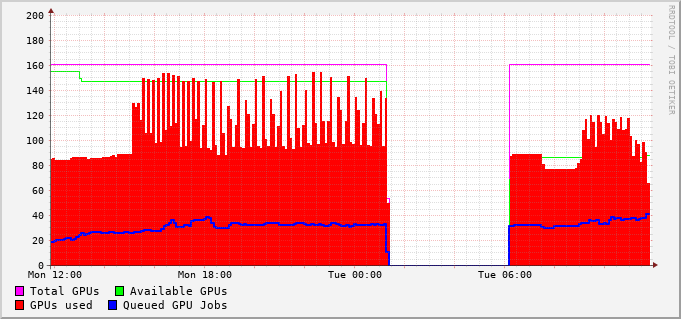 200
180
160
140
120
100
80
60
40
20
0
Mon 12:00 Mon 18:00 Tue 00:00 Tue 06:00
Total GPUs Available GPUs
GPUs used Queued GPU Jobs
RRDTOOL / TOBI OETIKER